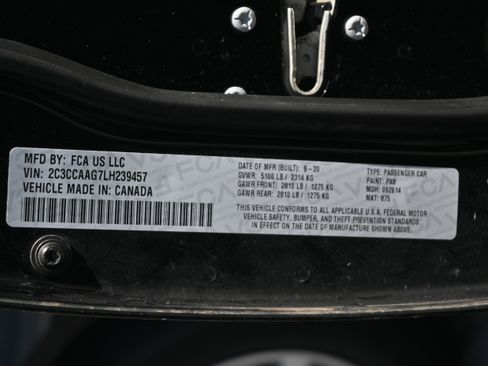 MFD BY: FCA US LLC
VIN: 2C3CCAAG7LH239457
VEHICLE MADE IN: CANADA
DATE OF MFR (BUILT): 9-20
GVWR: 5100 LB / 2314 KG
GAWR FRONT: 2810 LB / 1275 KG
GAWR REAR: 2810 LB / 1275 KG
TYPE: PASSENGER CAR
PAINT: PX8
MDH: 092814
MKT: B75
THIS VEHICLE CONFORMS TO ALL APPLICABLE U.S.A. FEDERAL MOTOR
VEHICLE SAFETY, BUMPER, AND THEFT PREVENTION STANDARDS
IN EFFECT ON THE DATE OF MANUFACTURE SHOWN ABOVE.